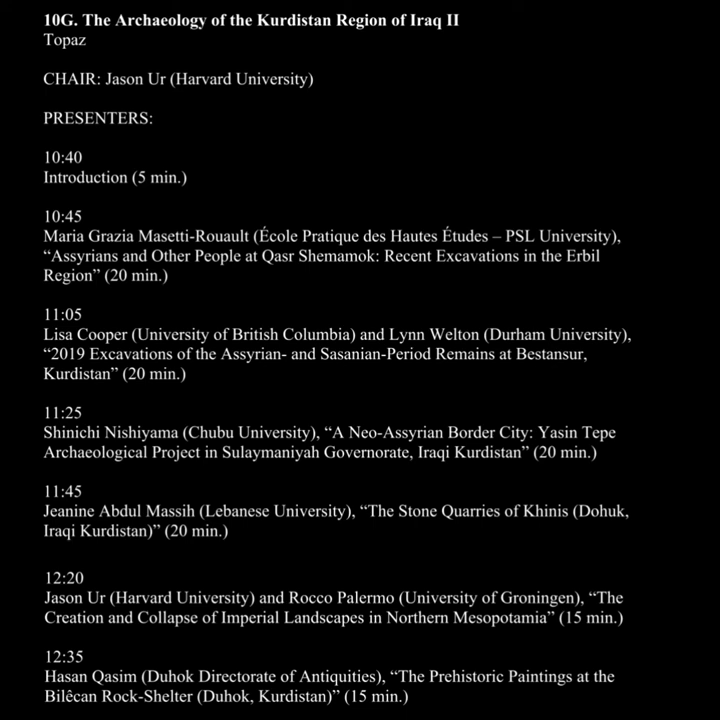 10G. The Archaeology of the Kurdistan Region of Iraq II
Topaz
CHAIR: Jason Ur (Harvard University)
PRESENTERS:
10:40
Introduction (5 min.)
10:45
Maria Grazia Masetti-Rouault (École Pratique des Hautes Études – PSL University),
“Assyrians and Other People at Qasr Shemamok: Recent Excavations in the Erbil
Region” (20 min.)
11:05
Lisa Cooper (University of British Columbia) and Lynn Welton (Durham University),
“2019 Excavations of the Assyrian- and Sasanian-Period Remains at Bestansur,
Kurdistan” (20 min.)
11:25
Shinichi Nishiyama (Chubu University), “A Neo-Assyrian Border City: Yasin Tepe
Archaeological Project in Sulaymaniyah Governorate, Iraqi Kurdistan” (20 min.)
11:45
Jeanine Abdul Massih (Lebanese University), “The Stone Quarries of Khinis (Dohuk,
Iraqi Kurdistan)” (20 min.)
12:20
Jason Ur (Harvard University) and Rocco Palermo (University of Groningen), “The
Creation and Collapse of Imperial Landscapes in Northern Mesopotamia” (15 min.)
12:35
Hasan Qasim (Duhok Directorate of Antiquities), “The Prehistoric Paintings at the
Bilêcan Rock-Shelter (Duhok, Kurdistan)” (15 min.)